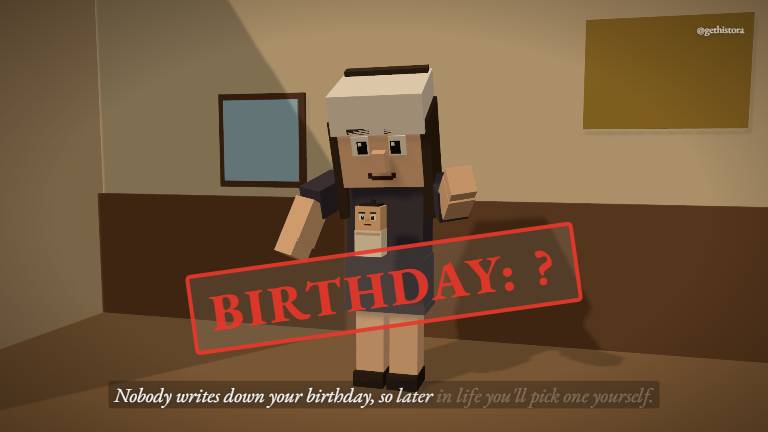 @gethistora
BIRTHDAY: ?
Nobody writes down your birthday, so later in life you'll pick one yourself.